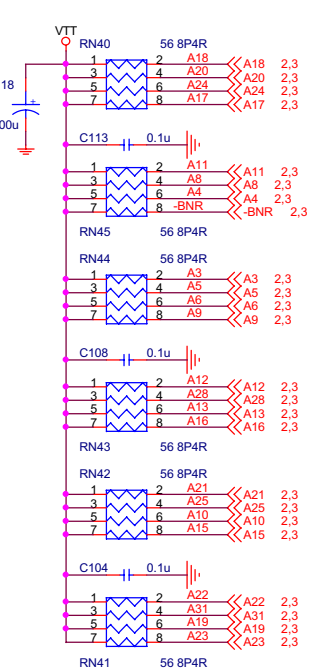 VTT
RN40 56 8P4R
1 2 A18 A18 2,3
3 4 A20 A20 2,3
5 6 A24 A24 2,3
7 8 A17 A17 2,3
18
+
00u
C113 0.1u
1 2 A11 A11 2,3
3 4 A8 A8 2,3
5 6 A4 A4 2,3
7 8 -BNR -BNR 2,3
RN45 56 8P4R
RN44 56 8P4R
1 2 A3 A3 2,3
3 4 A5 A5 2,3
5 6 A6 A6 2,3
7 8 A9 A9 2,3
C108 0.1u
1 2 A12 A12 2,3
3 4 A28 A28 2,3
5 6 A13 A13 2,3
7 8 A16 A16 2,3
RN43 56 8P4R
RN42 56 8P4R
1 2 A21 A21 2,3
3 4 A25 A25 2,3
5 6 A10 A10 2,3
7 8 A15 A15 2,3
C104 0.1u
1 2 A22 A22 2,3
3 4 A31 A31 2,3
5 6 A19 A19 2,3
7 8 A23 A23 2,3
RN41 56 8P4R